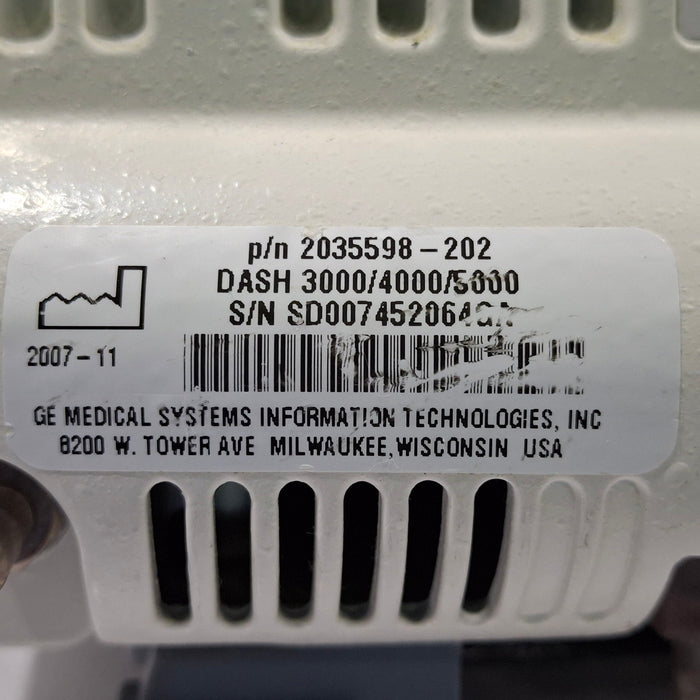 p/n 2035598-202
DASH 3000/4000/5000
S/N SD007452064GA
2007-11
GE MEDICAL SYSTEMS INFORMATION TECHNOLOGIES, INC
8200 W. TOWER AVE MILWAUKEE, WISCONSIN USA